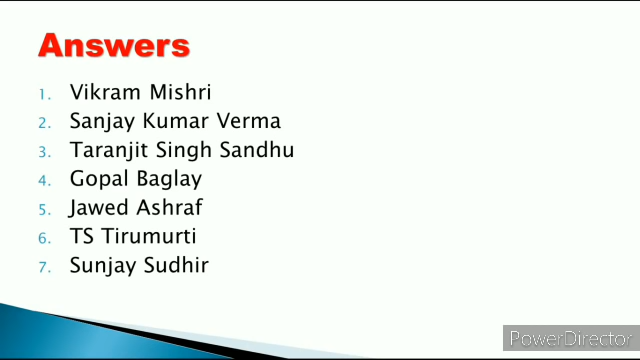 Answers
1. Vikram Mishri
2. Sanjay Kumar Verma
3. Taranjit Singh Sandhu
4. Gopal Baglay
5. Jawed Ashraf
6. TS Tirumurti
7. Sunjay Sudhir
PowerDirector